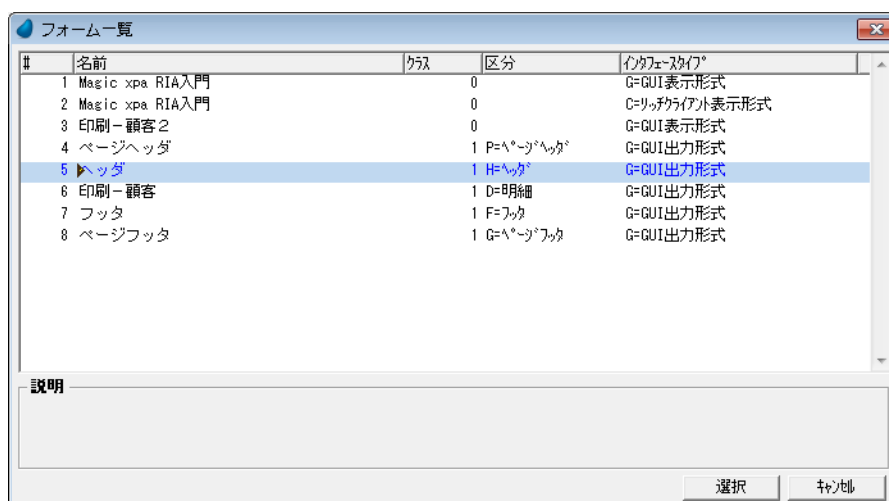 フォーム一覧
# 名前 ｸﾗｽ 区分 ｲﾝﾀﾌｪｰｽﾀｲﾌﾟ
1 Magic xpa RIA入門 0 G=GUI表示形式
2 Magic xpa RIA入門 0 C=ﾘｯﾁｸﾗｲｱﾝﾄ表示形式
3 印刷－顧客２ 0 G=GUI表示形式
4 ページヘッダ 1 P=ﾍﾟｰｼﾞﾍｯﾀﾞ G=GUI出力形式
5 ヘッダ 1 H=ﾍｯﾀﾞ G=GUI出力形式
6 印刷－顧客 1 D=明細 G=GUI出力形式
7 フッタ 1 F=ﾌｯﾀ G=GUI出力形式
8 ページフッタ 1 G=ﾍﾟｰｼﾞﾌｯﾀ G=GUI出力形式
説明
選択 ｷｬﾝｾﾙ